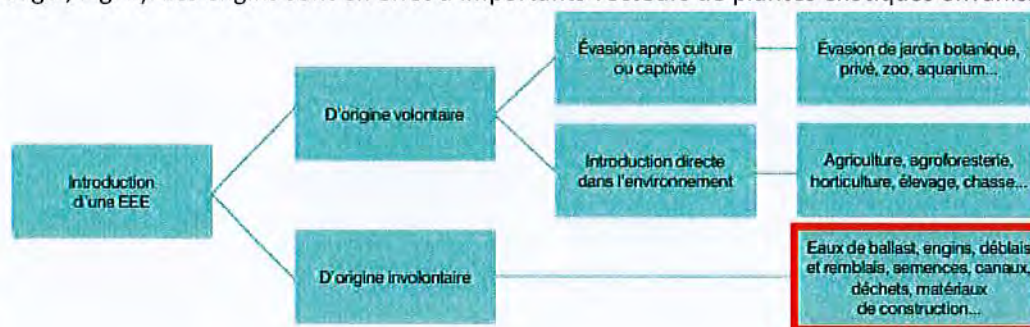 Évasion après culture
ou captivité
Évasion de jardin botanique,
privé, zoo, aquarium...
D'origine volontaire
Introduction directe
dans l'environnement
Agriculture, agroforesterie,
horticulture, élevage, chasse...
Introduction
d'une EEE
D'origine involontaire
Eaux de ballast, engins, déblais
et remblais, semences, canaux,
déchets, matériaux
de construction...